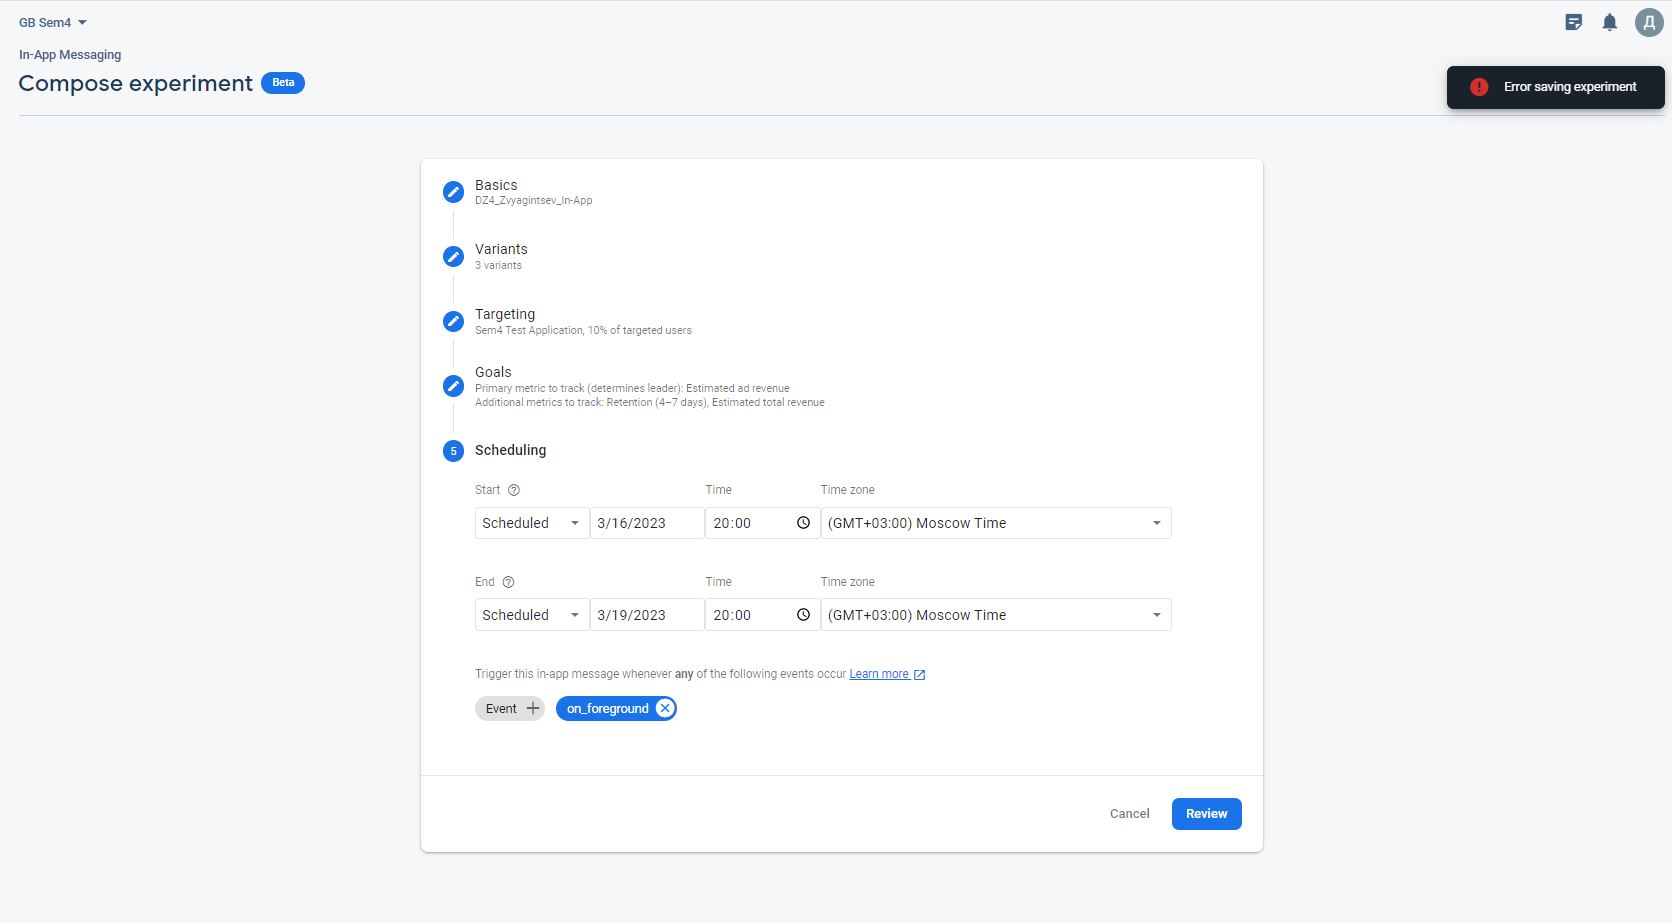 GB Sem4
Д
In-App Messaging
Compose experiment Beta
Error saving experiment
Basics
DZ4_Zvyagintsev_In-App
Variants
3 variants
Targeting
Sem4 Test Application, 10% of targeted users
Goals
Primary metric to track (determines leader): Estimated ad revenue
Additional metrics to track: Retention (4–7 days), Estimated total revenue
5 Scheduling
Start Time Time zone
Scheduled 3/16/2023 20:00 (GMT+03:00) Moscow Time
End Time Time zone
Scheduled 3/19/2023 20:00 (GMT+03:00) Moscow Time
Trigger this in-app message whenever any of the following events occur Learn more
Event on_foreground
Cancel Review